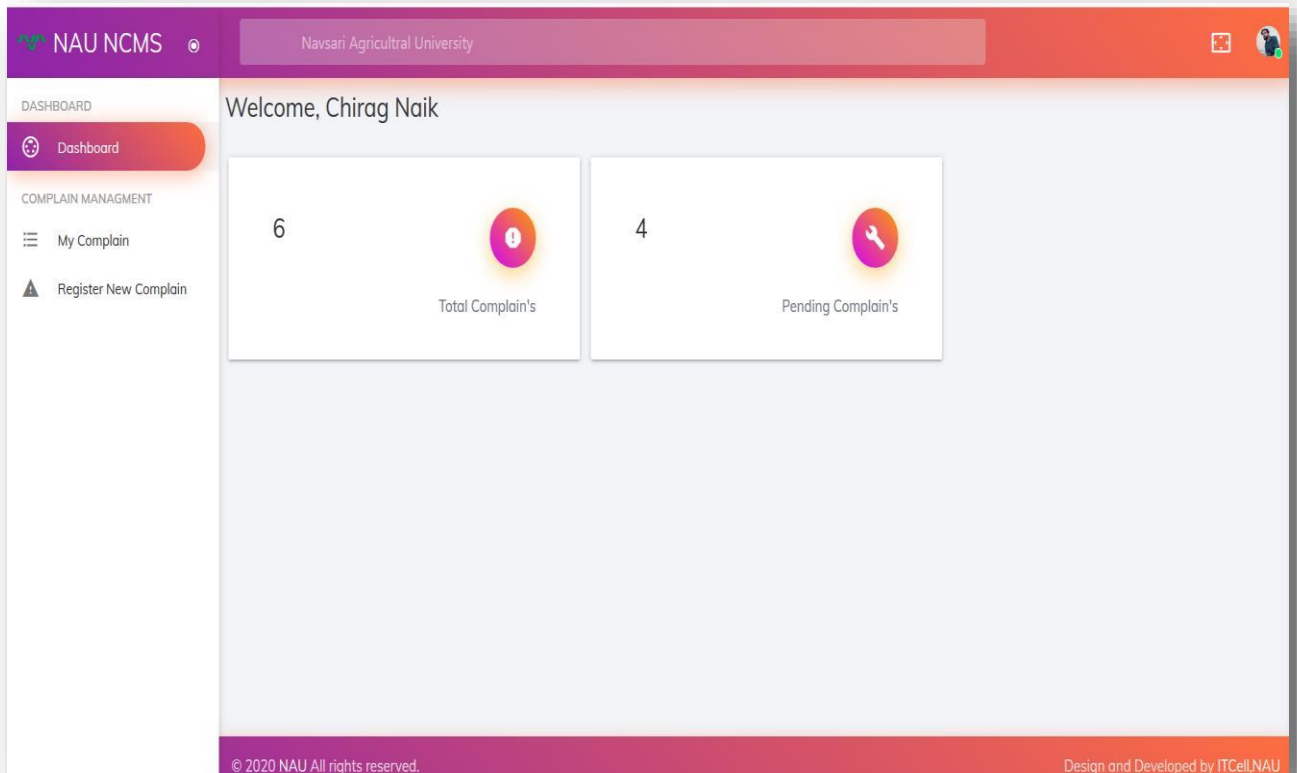 NAU NCMS
Navsari Agricultral University
DASHBOARD
Dashboard
COMPLAIN MANAGMENT
My Complain
Register New Complain
Welcome, Chirag Naik
6
Total Complain's
4
Pending Complain's
© 2020 NAU All rights reserved.
Design and Developed by ITCell,NAU